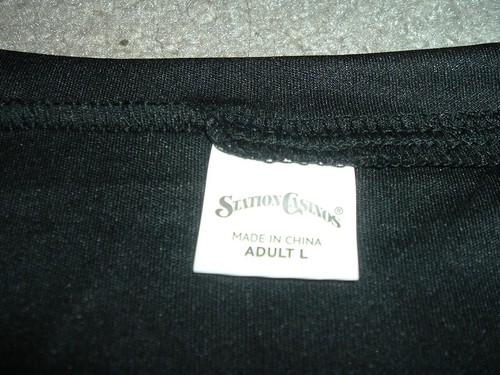 STATION CASINOS®
MADE IN CHINA
ADULT L